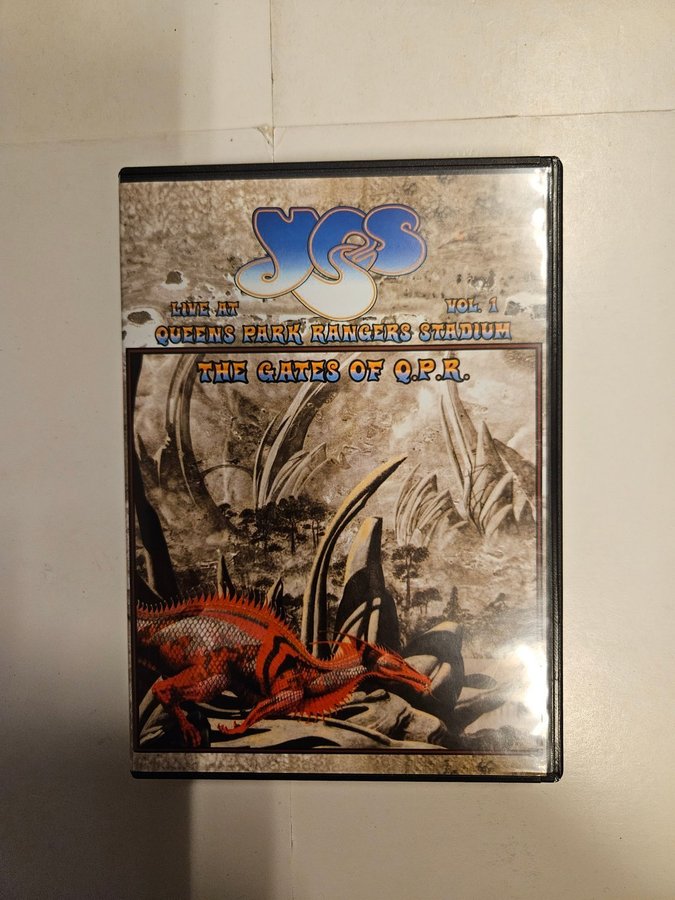 YES
LIVE AT VOL. 1
QUEENS PARK RANGERS STADIUM
THE GATES OF Q.P.R.